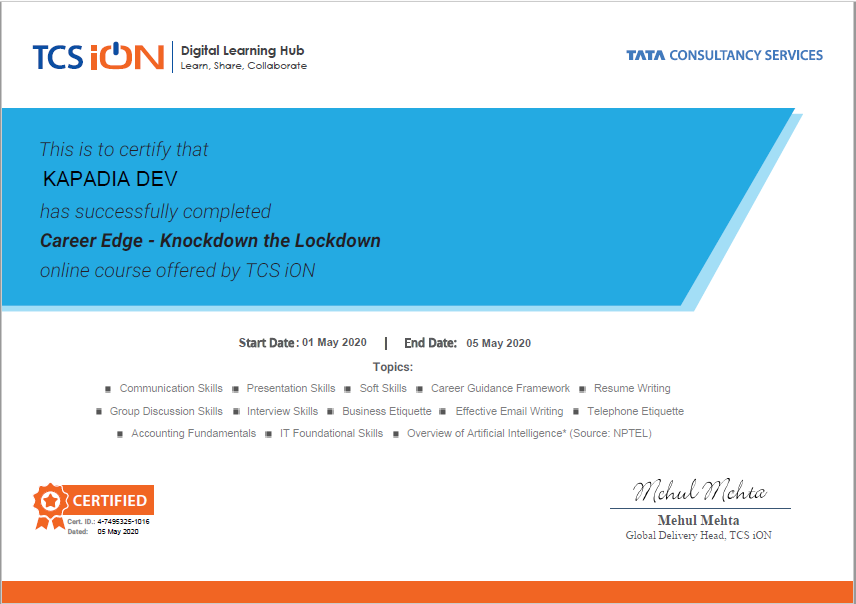 TCS iON
Digital Learning Hub
Learn, Share, Collaborate
TATA CONSULTANCY SERVICES
This is to certify that
KAPADIA DEV
has successfully completed
Career Edge - Knockdown the Lockdown
online course offered by TCS iON
Start Date: 01 May 2020 | End Date: 05 May 2020
Topics:
■ Communication Skills ■ Presentation Skills ■ Soft Skills ■ Career Guidance Framework ■ Resume Writing
■ Group Discussion Skills ■ Interview Skills ■ Business Etiquette ■ Effective Email Writing ■ Telephone Etiquette
■ Accounting Fundamentals ■ IT Foundational Skills ■ Overview of Artificial Intelligence* (Source: NPTEL)
CERTIFIED
Cert. ID.: 4-7495325-1016
Dated: 05 May 2020
Mehul Mehta
Mehul Mehta
Global Delivery Head, TCS iON